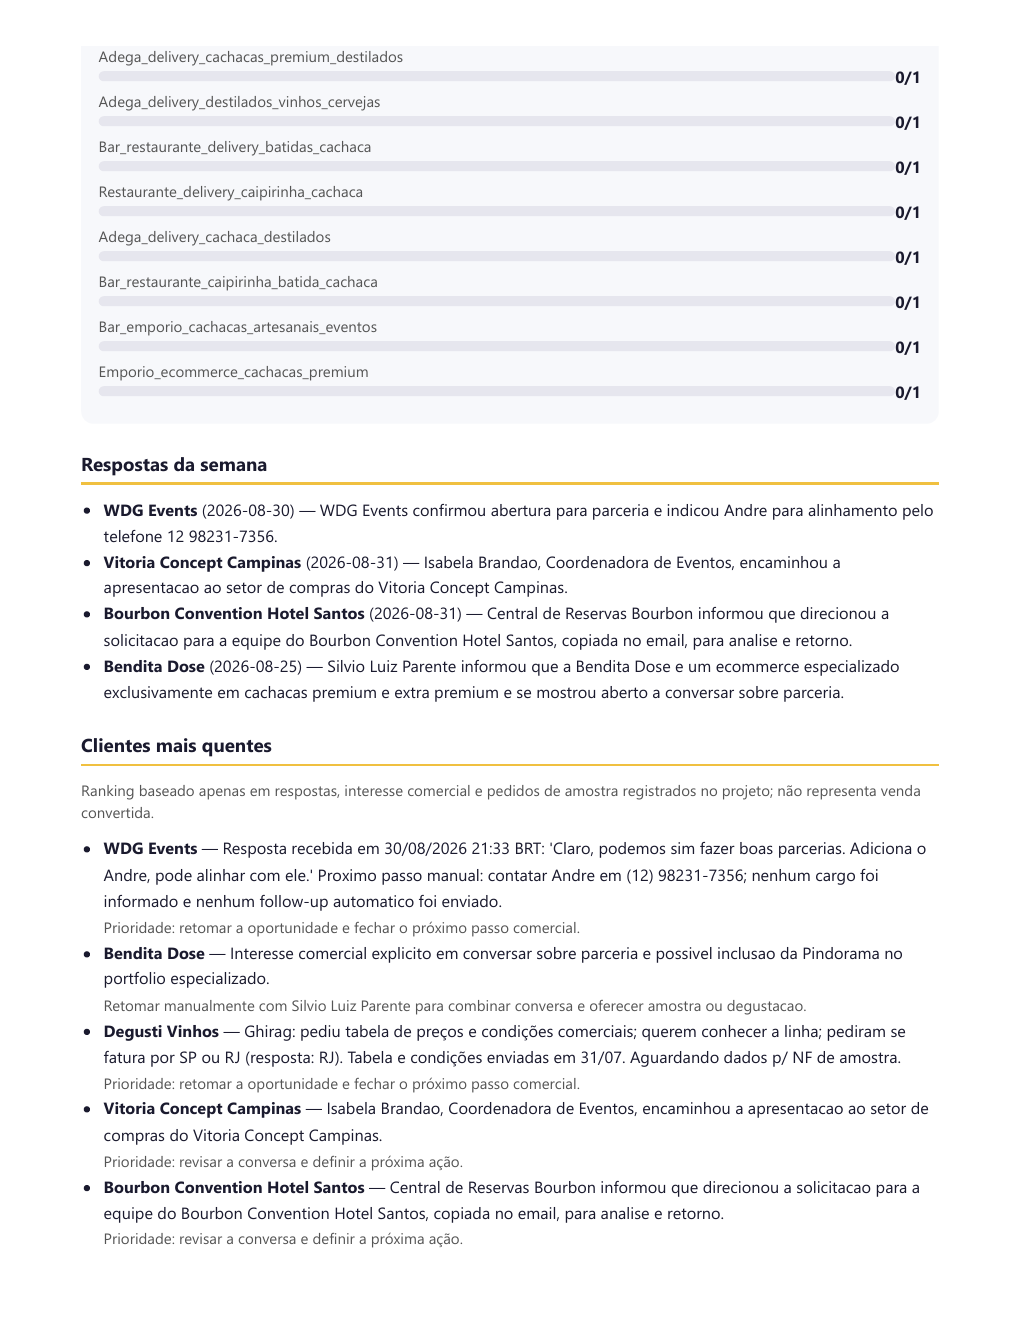 Adega_delivery_cachacas_premium_destilados
0/1
Adega_delivery_destilados_vinhos_cervejas
0/1
Bar_restaurante_delivery_batidas_cachaca
0/1
Restaurante_delivery_caipirinha_cachaca
0/1
Adega_delivery_cachaca_destilados
0/1
Bar_restaurante_caipirinha_batida_cachaca
0/1
Bar_emporio_cachacas_artesanais_eventos
0/1
Emporio_ecommerce_cachacas_premium
0/1
Respostas da semana
• WDG Events (2026-08-30) — WDG Events confirmou abertura para parceria e indicou Andre para alinhamento pelo
telefone 12 98231-7356.
• Vitoria Concept Campinas (2026-08-31) — Isabela Brandao, Coordenadora de Eventos, encaminhou a
apresentacao ao setor de compras do Vitoria Concept Campinas.
• Bourbon Convention Hotel Santos (2026-08-31) — Central de Reservas Bourbon informou que direcionou a
solicitacao para a equipe do Bourbon Convention Hotel Santos, copiada no email, para analise e retorno.
• Bendita Dose (2026-08-25) — Silvio Luiz Parente informou que a Bendita Dose e um ecommerce especializado
exclusivamente em cachacas premium e extra premium e se mostrou aberto a conversar sobre parceria.
Clientes mais quentes
Ranking baseado apenas em respostas, interesse comercial e pedidos de amostra registrados no projeto; não representa venda
convertida.
• WDG Events — Resposta recebida em 30/08/2026 21:33 BRT: 'Claro, podemos sim fazer boas parcerias. Adiciona o
Andre, pode alinhar com ele.' Proximo passo manual: contatar Andre em (12) 98231-7356; nenhum cargo foi
informado e nenhum follow-up automatico foi enviado.
Prioridade: retomar a oportunidade e fechar o próximo passo comercial.
• Bendita Dose — Interesse comercial explicito em conversar sobre parceria e possivel inclusao da Pindorama no
portfolio especializado.
Retomar manualmente com Silvio Luiz Parente para combinar conversa e oferecer amostra ou degustacao.
• Degusti Vinhos — Ghirag: pediu tabela de preços e condições comerciais; querem conhecer a linha; pediram se
fatura por SP ou RJ (resposta: RJ). Tabela e condições enviadas em 31/07. Aguardando dados p/ NF de amostra.
Prioridade: retomar a oportunidade e fechar o próximo passo comercial.
• Vitoria Concept Campinas — Isabela Brandao, Coordenadora de Eventos, encaminhou a apresentacao ao setor de
compras do Vitoria Concept Campinas.
Prioridade: revisar a conversa e definir a próxima ação.
• Bourbon Convention Hotel Santos — Central de Reservas Bourbon informou que direcionou a solicitacao para a
equipe do Bourbon Convention Hotel Santos, copiada no email, para analise e retorno.
Prioridade: revisar a conversa e definir a próxima ação.